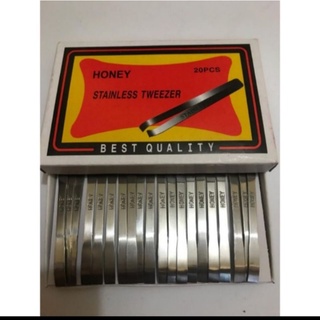 HONEY 20PCS
STAINLESS TWEEZER
BEST QUALITY